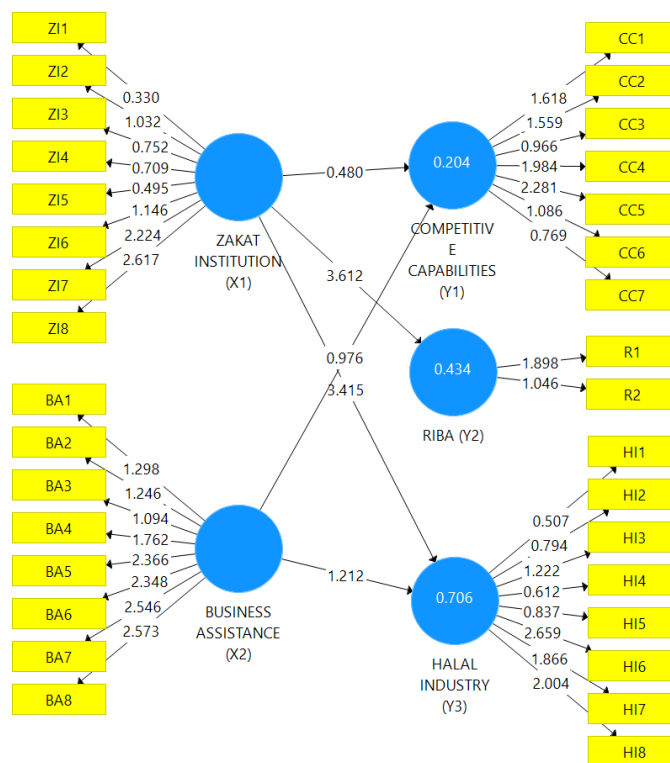 ZI1
ZI2
ZI3
ZI4
ZI5
ZI6
ZI7
ZI8
0.330
1.032
0.752
0.709
0.495
1.146
2.224
2.617
ZAKAT
INSTITUTION
(X1)
BA1
BA2
BA3
BA4
BA5
BA6
BA7
BA8
1.298
1.246
1.094
1.762
2.366
2.348
2.546
2.573
BUSINESS
ASSISTANCE
(X2)
0.480
3.612
0.976
3.415
1.212
0.204
COMPETITIV
E
CAPABILITIES
(Y1)
1.618
1.559
0.966
1.984
2.281
1.086
0.769
CC1
CC2
CC3
CC4
CC5
CC6
CC7
0.434
RIBA (Y2)
1.898
1.046
R1
R2
0.706
HALAL
INDUSTRY
(Y3)
0.507
0.794
1.222
0.612
0.837
2.659
1.866
2.004
HI1
HI2
HI3
HI4
HI5
HI6
HI7
HI8